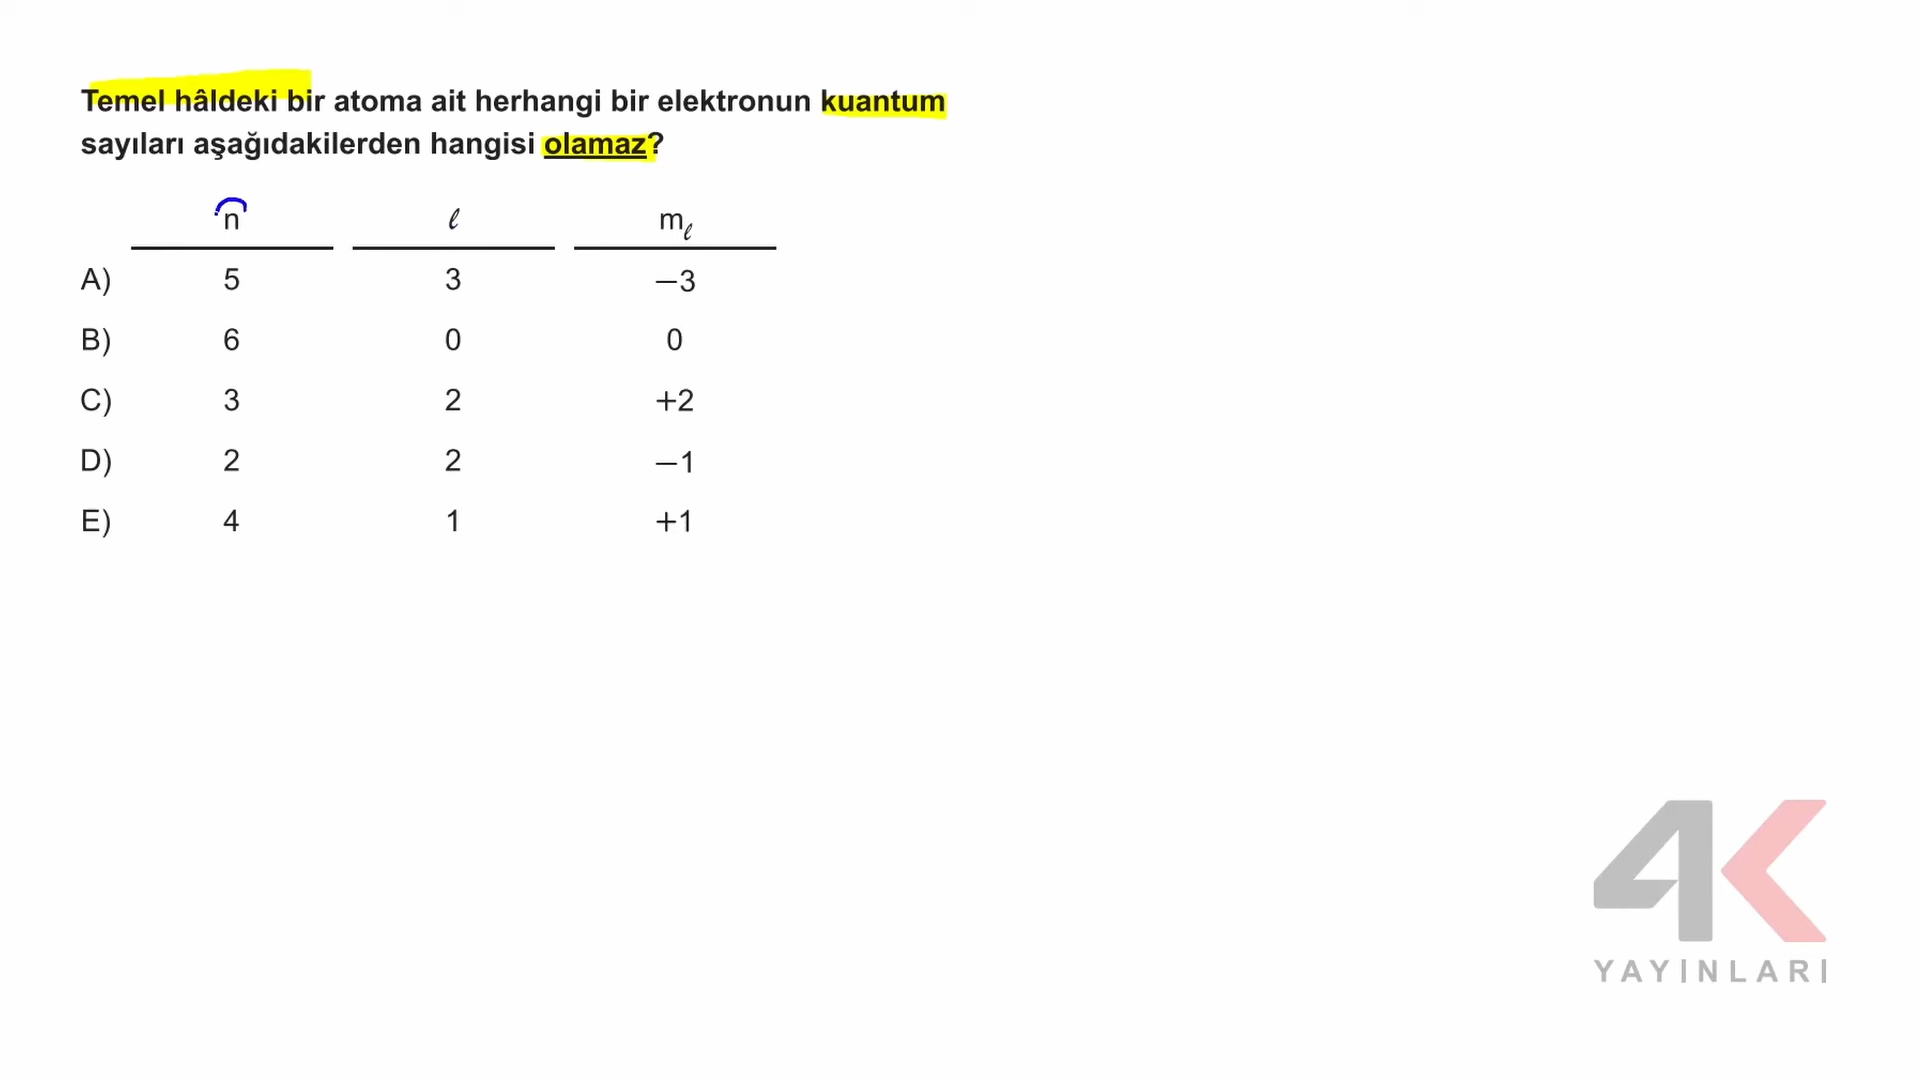 Temel hâldeki bir atoma ait herhangi bir elektronun kuantum
sayıları aşağıdakilerden hangisi olamaz?
n ℓ mℓ
A) 5 3 −3
B) 6 0 0
C) 3 2 +2
D) 2 2 −1
E) 4 1 +1
4K
YAYINLARI